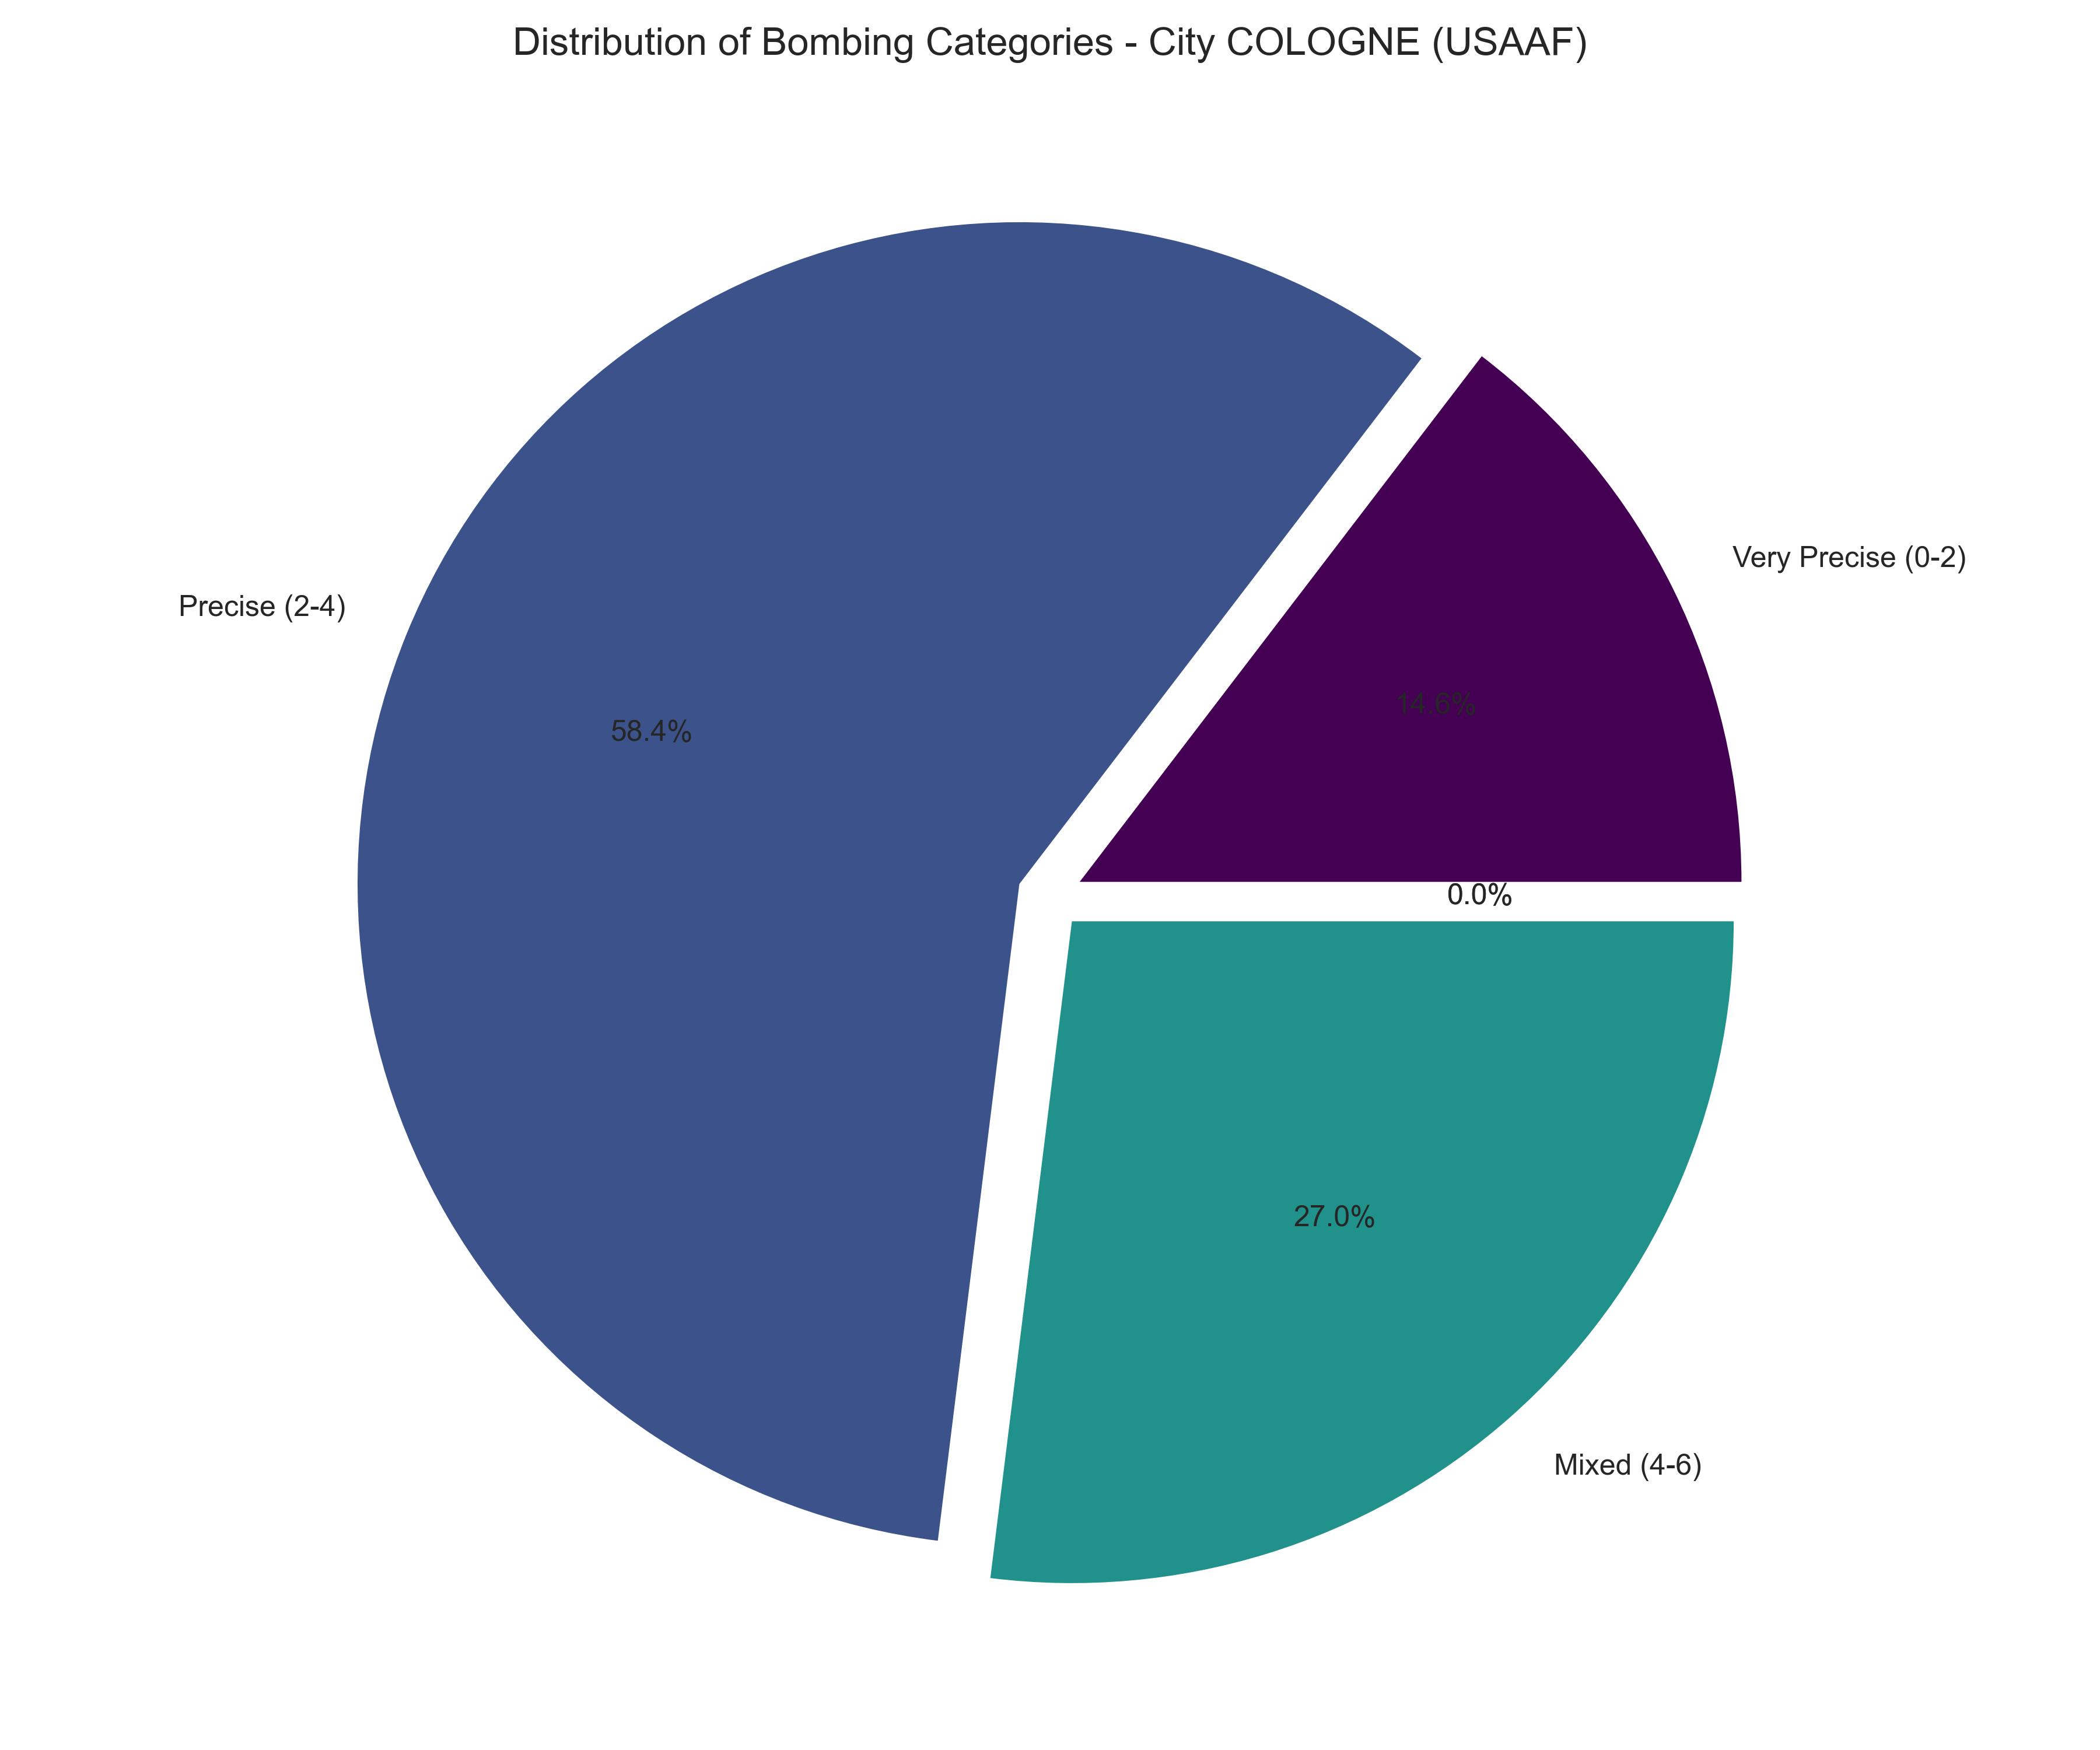 Distribution of Bombing Categories - City COLOGNE (USAAF)
Very Precise (0-2)
Precise (2-4)
14.6%
58.4%
0.0%
27.0%
Mixed (4-6)